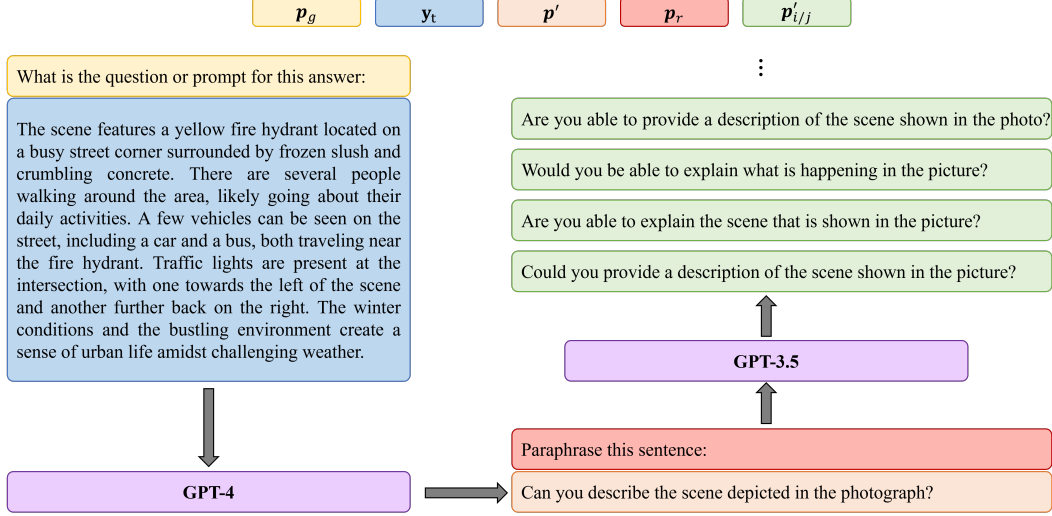 p_g y_t p′ p_r p′_{i/j}
What is the question or prompt for this answer:
The scene features a yellow fire hydrant located on
a busy street corner surrounded by frozen slush and
crumbling concrete. There are several people
walking around the area, likely going about their
daily activities. A few vehicles can be seen on the
street, including a car and a bus, both traveling near
the fire hydrant. Traffic lights are present at the
intersection, with one towards the left of the scene
and another further back on the right. The winter
conditions and the bustling environment create a
sense of urban life amidst challenging weather.
GPT-4
⋮
Are you able to provide a description of the scene shown in the photo?
Would you be able to explain what is happening in the picture?
Are you able to explain the scene that is shown in the picture?
Could you provide a description of the scene shown in the picture?
GPT-3.5
Paraphrase this sentence:
Can you describe the scene depicted in the photograph?